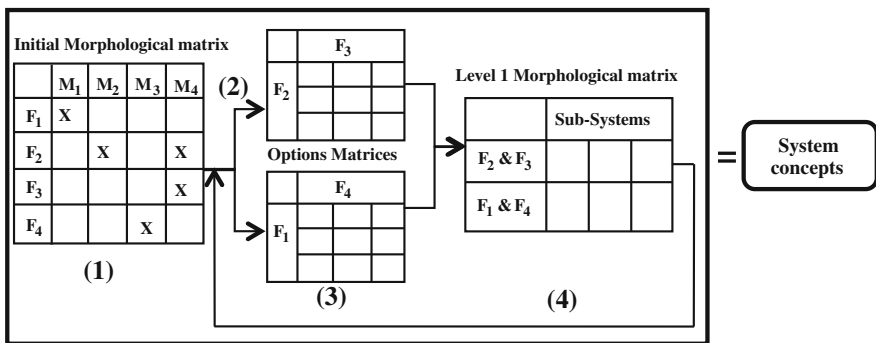 Initial Morphological matrix
M1 M2 M3 M4
F1 X
F2 X X
F3 X
F4 X
(1)
(2)
F3
F2
Options Matrices
F4
F1
(3)
Level 1 Morphological matrix
Sub-Systems
F2 & F3
F1 & F4
(4)
=
System
concepts